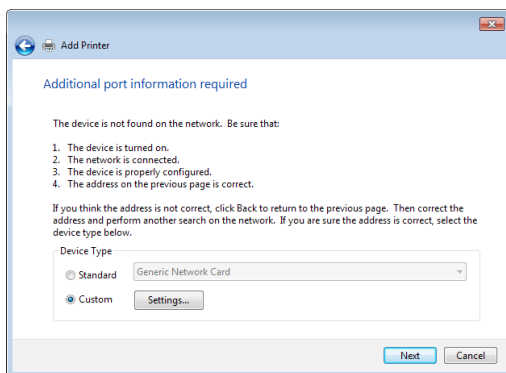 Add Printer
Additional port information required
The device is not found on the network.  Be sure that:
1.  The device is turned on.
2.  The network is connected.
3.  The device is properly configured.
4.  The address on the previous page is correct.
If you think the address is not correct, click Back to return to the previous page.  Then correct the
address and perform another search on the network.  If you are sure the address is correct, select the
device type below.
Device Type
Standard
Generic Network Card
Custom
Settings...
Next
Cancel